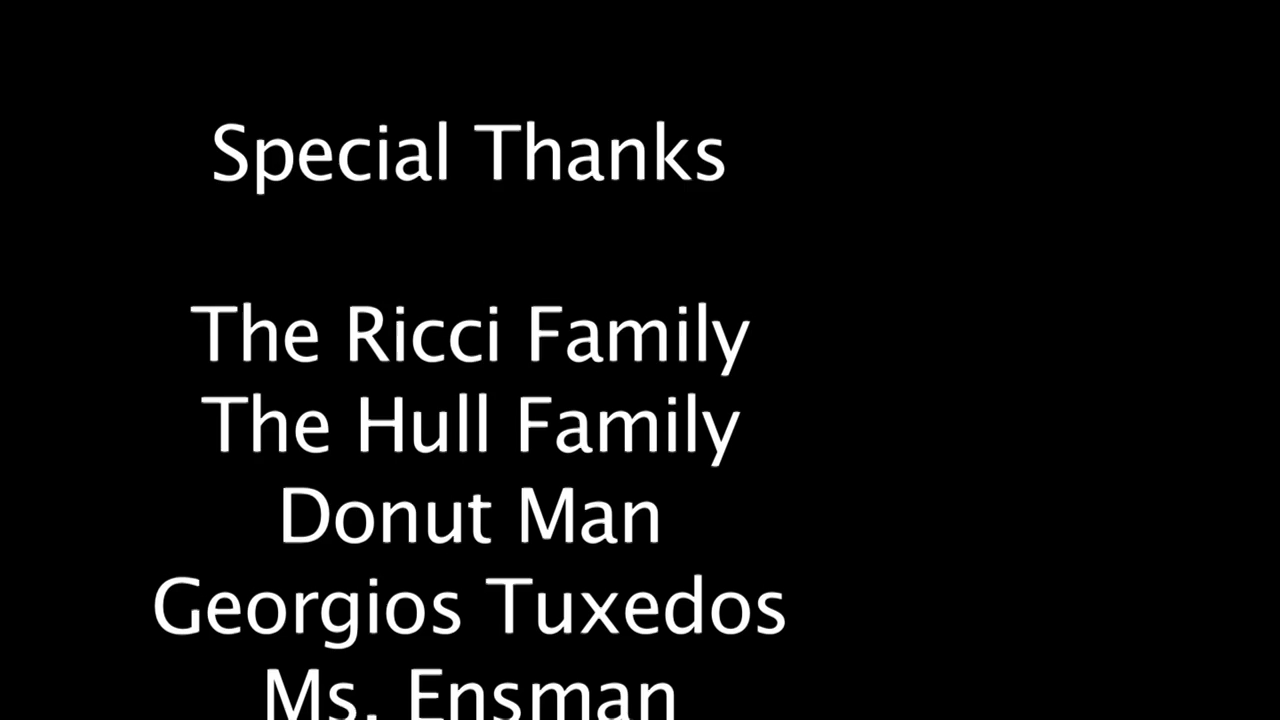 Special Thanks
The Ricci Family
The Hull Family
Donut Man
Georgios Tuxedos
Ms. Ensman